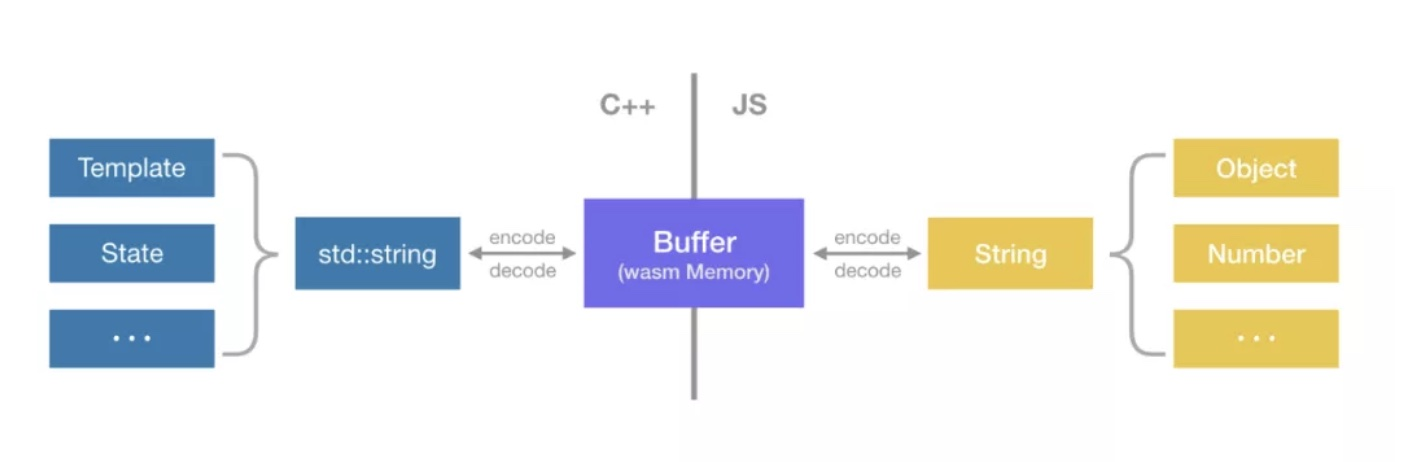 C++
JS
Template
State
...
std::string
encode
decode
Buffer
(wasm Memory)
encode
decode
String
Object
Number
...